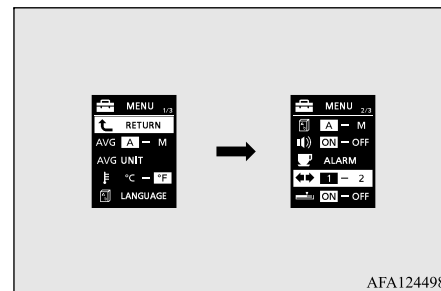 MENU 1/3
RETURN
AVG A – M
AVG UNIT
°C – °F
LANGUAGE
MENU 2/3
A – M
ON – OFF
ALARM
1 – 2
ON – OFF
AFA124498